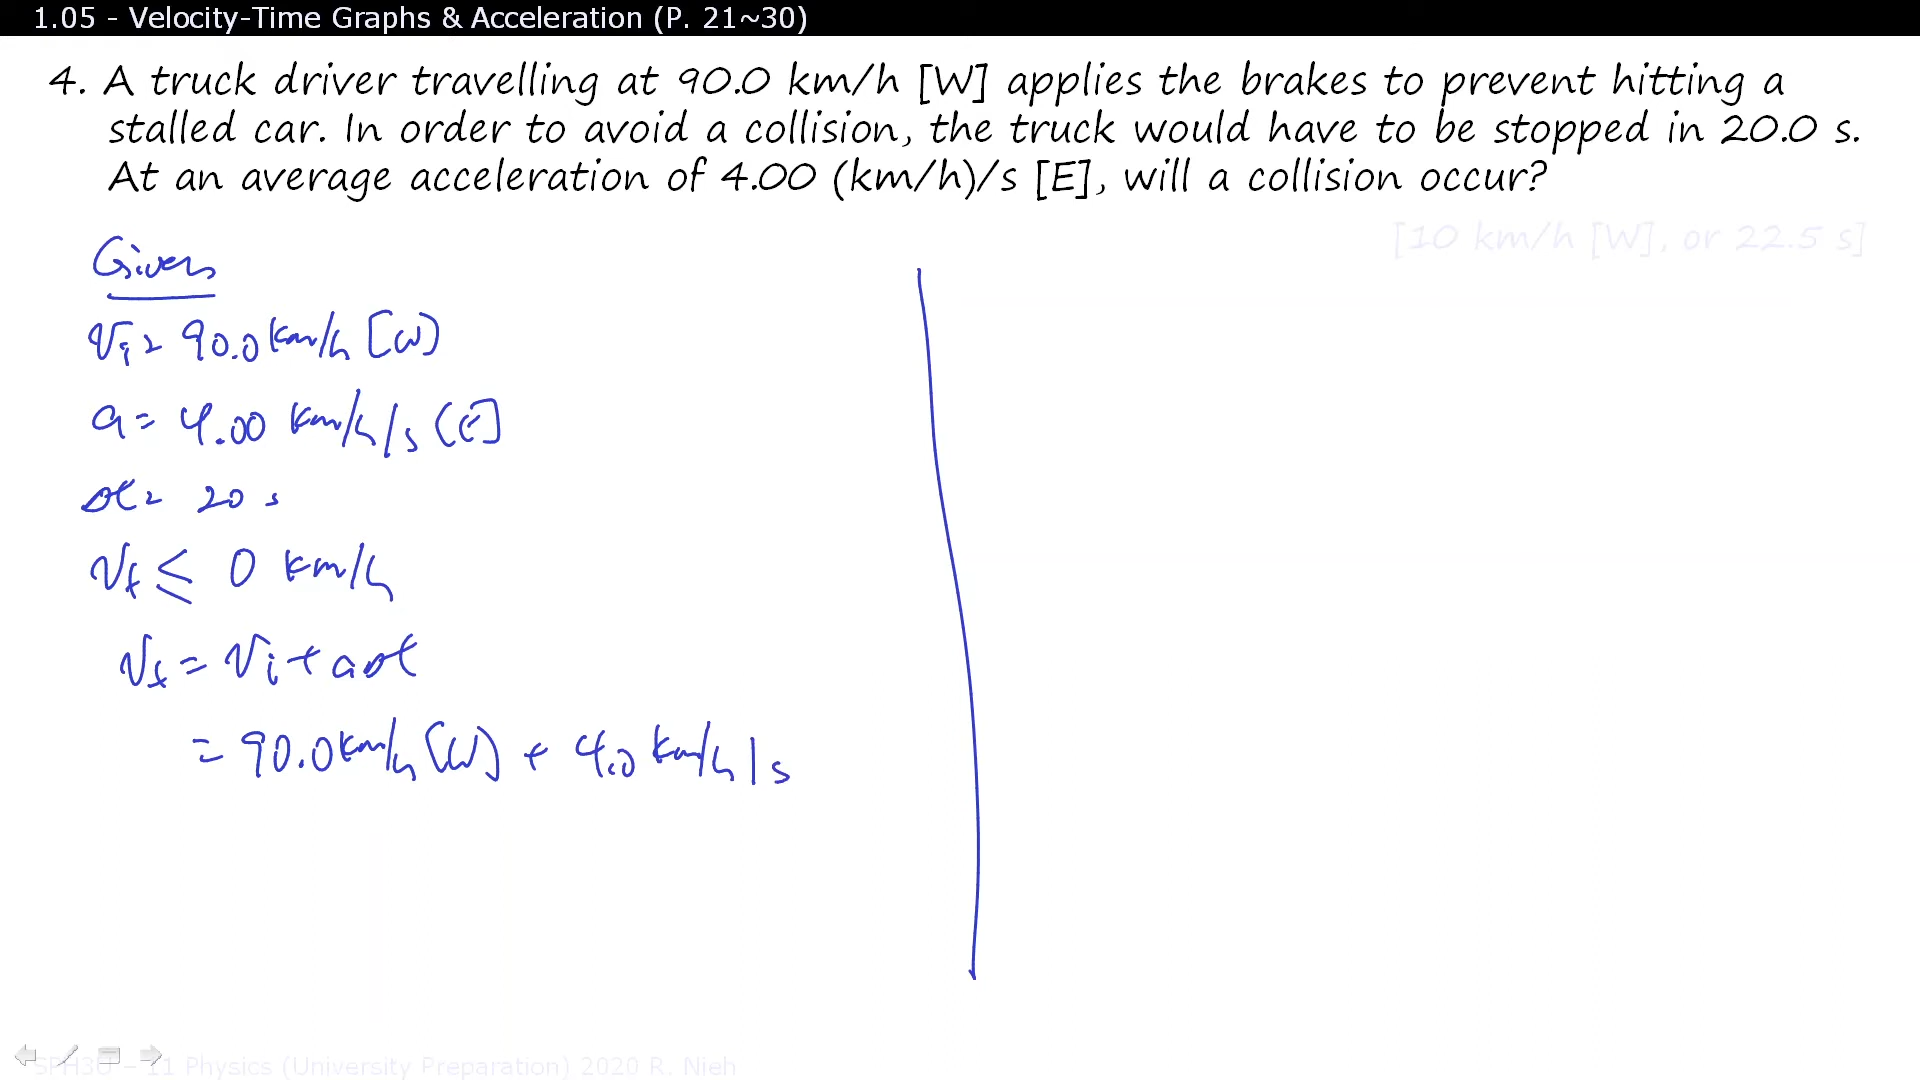 1.05 - Velocity-Time Graphs & Acceleration (P. 21~30)
4. A truck driver travelling at 90.0 km/h [W] applies the brakes to prevent hitting a
stalled car. In order to avoid a collision, the truck would have to be stopped in 20.0 s.
At an average acceleration of 4.00 (km/h)/s [E], will a collision occur?
[10 km/h [W], or 22.5 s]
Given
Vi = 90.0 km/h [W]
a = 4.00 km/h/s [E]
Δt = 20 s
Vf ≤ 0 km/h
Vf = Vi + aΔt
= 90.0 km/h [W] + 4.0 km/h/s
SPH3U – 11 Physics (University Preparation) 2020 R. Nieh